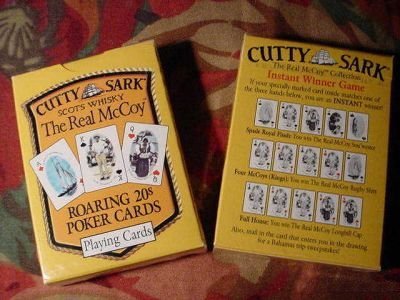 CUTTY SARK
SCOTS WHISKY
The Real McCoy
ROARING 20s
POKER CARDS
Playing Cards
CUTTY SARK
The Real McCoy™ Collection
Instant Winner Game
If your specially marked card inside matches one of
the three hands below, you are an INSTANT winner!
Spade Royal Flush: You win The Real McCoy Sou'wester
Four McCoys (Kings): You win The Real McCoy Rugby Shirt
Full House: You win The Real McCoy Longbill Cap
Also, mail in the card that enters you in the drawing
for a Bahamas trip sweepstakes!